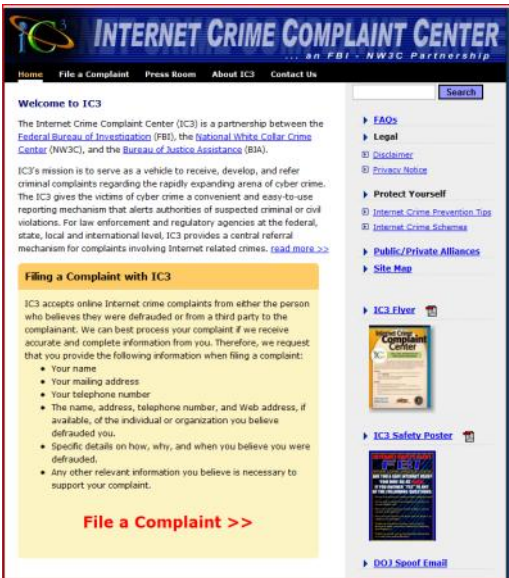 IC3 INTERNET CRIME COMPLAINT CENTER
... an FBI - NW3C Partnership
Home File a Complaint Press Room About IC3 Contact Us
Welcome to IC3
The Internet Crime Complaint Center (IC3) is a partnership between the
Federal Bureau of Investigation (FBI), the National White Collar Crime
Center (NW3C), and the Bureau of Justice Assistance (BJA).
IC3's mission is to serve as a vehicle to receive, develop, and refer
criminal complaints regarding the rapidly expanding arena of cyber crime.
The IC3 gives the victims of cyber crime a convenient and easy-to-use
reporting mechanism that alerts authorities of suspected criminal or civil
violations. For law enforcement and regulatory agencies at the federal,
state, local and international level, IC3 provides a central referral
mechanism for complaints involving Internet related crimes. read more >>
Filing a Complaint with IC3
IC3 accepts online Internet crime complaints from either the person
who believes they were defrauded or from a third party to the
complainant. We can best process your complaint if we receive
accurate and complete information from you. Therefore, we request
that you provide the following information when filing a complaint:
• Your name
• Your mailing address
• Your telephone number
• The name, address, telephone number, and Web address, if
available, of the individual or organization you believe
defrauded you.
• Specific details on how, why, and when you believe you were
defrauded.
• Any other relevant information you believe is necessary to
support your complaint.
File a Complaint >>
Search
FAQs
Legal
Disclaimer
Privacy Notice
Protect Yourself
Internet Crime Prevention Tips
Internet Crime Schemes
Public/Private Alliances
Site Map
IC3 Flyer
Internet Crime
Complaint
Center
IC3 Safety Poster
FBI
DOJ Spoof Email